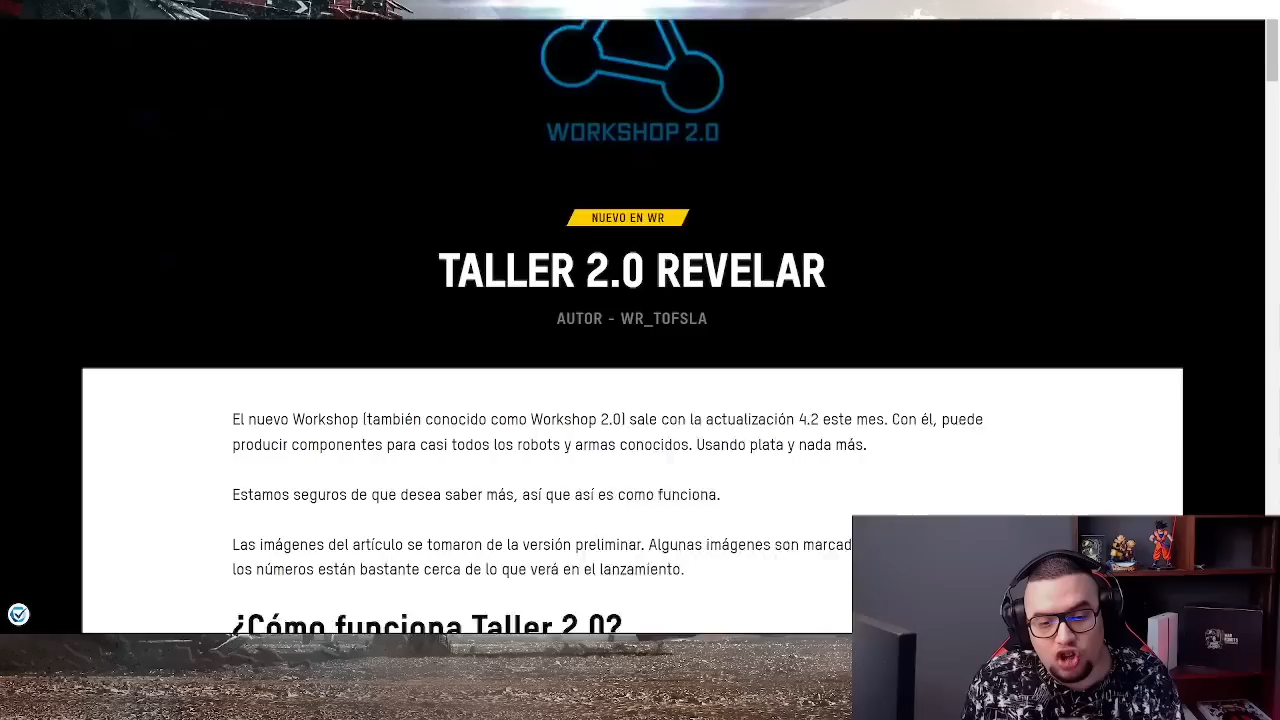 WORKSHOP 2.0
NUEVO EN WR
TALLER 2.0 REVELAR
AUTOR - WR_TOFSLA
El nuevo Workshop (también conocido como Workshop 2.0) sale con la actualización 4.2 este mes. Con él, puede
producir componentes para casi todos los robots y armas conocidos. Usando plata y nada más.
Estamos seguros de que desea saber más, así que así es como funciona.
Las imágenes del artículo se tomaron de la versión preliminar. Algunas imágenes son marcad
los números están bastante cerca de lo que verá en el lanzamiento.
¿Cómo funciona Taller 2.0?